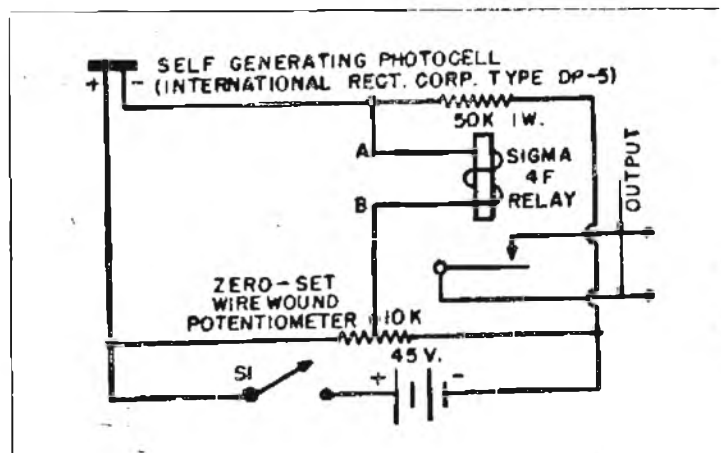 SELF GENERATING PHOTOCELL
(INTERNATIONAL RECT. CORP. TYPE DP-5)
+ -
50K 1W.
A
SIGMA
4F
RELAY
B
OUTPUT
ZERO-SET
WIRE WOUND
POTENTIOMETER 10K
45V.
S1
+ -